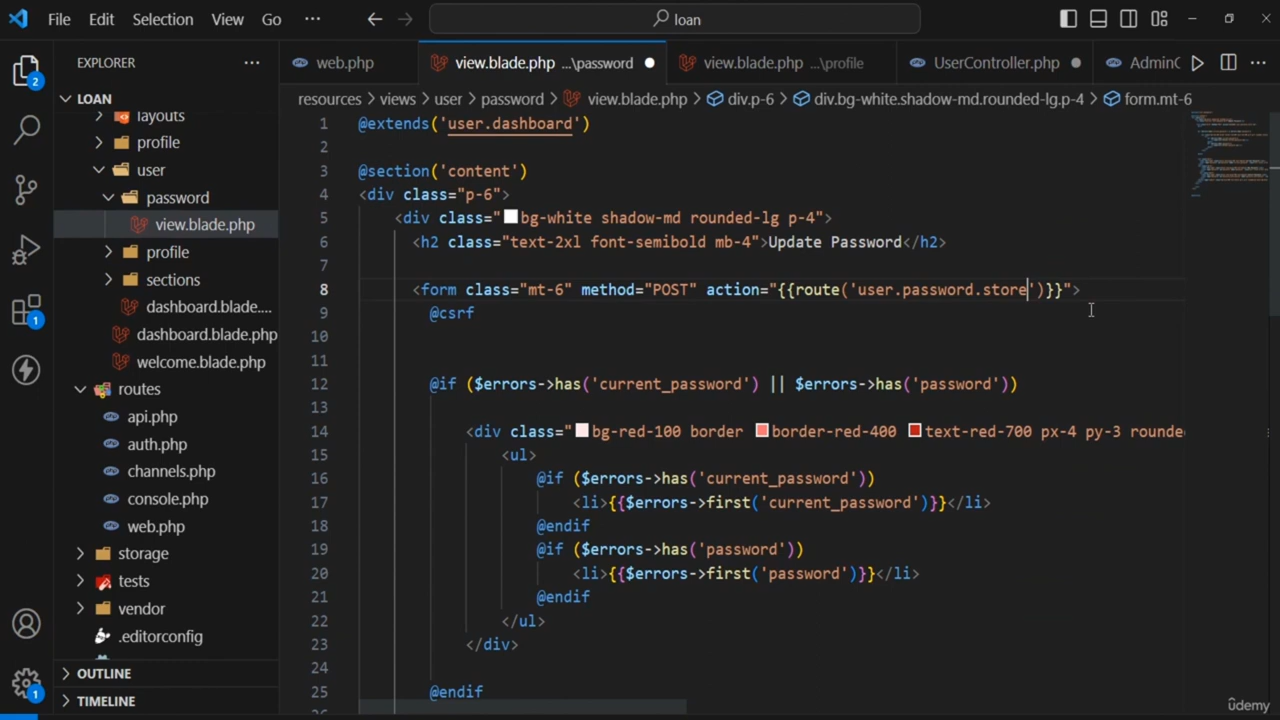 File Edit Selection View Go ··· loan
EXPLORER ···
web.php view.blade.php ...\password view.blade.php ...\profile UserController.php AdminC ···
LOAN
resources > views > user > password > view.blade.php > div.p-6 > div.bg-white.shadow-md.rounded-lg.p-4 > form.mt-6
layouts
profile
user
password
view.blade.php
profile
sections
dashboard.blade....
dashboard.blade.php
welcome.blade.php
routes
api.php
auth.php
channels.php
console.php
web.php
storage
tests
vendor
.editorconfig
OUTLINE
TIMELINE
2
1
1
1 @extends('user.dashboard')
2
3 @section('content')
4 <div class="p-6">
5 <div class="bg-white shadow-md rounded-lg p-4">
6 <h2 class="text-2xl font-semibold mb-4">Update Password</h2>
7
8 <form class="mt-6" method="POST" action="{{route('user.password.store')}}">
9 @csrf
10
11
12 @if ($errors->has('current_password') || $errors->has('password'))
13
14 <div class="bg-red-100 border border-red-400 text-red-700 px-4 py-3 rounde
15 <ul>
16 @if ($errors->has('current_password'))
17 <li>{{$errors->first('current_password')}}</li>
18 @endif
19 @if ($errors->has('password'))
20 <li>{{$errors->first('password')}}</li>
21 @endif
22 </ul>
23 </div>
24
25 @endif
ûdemy